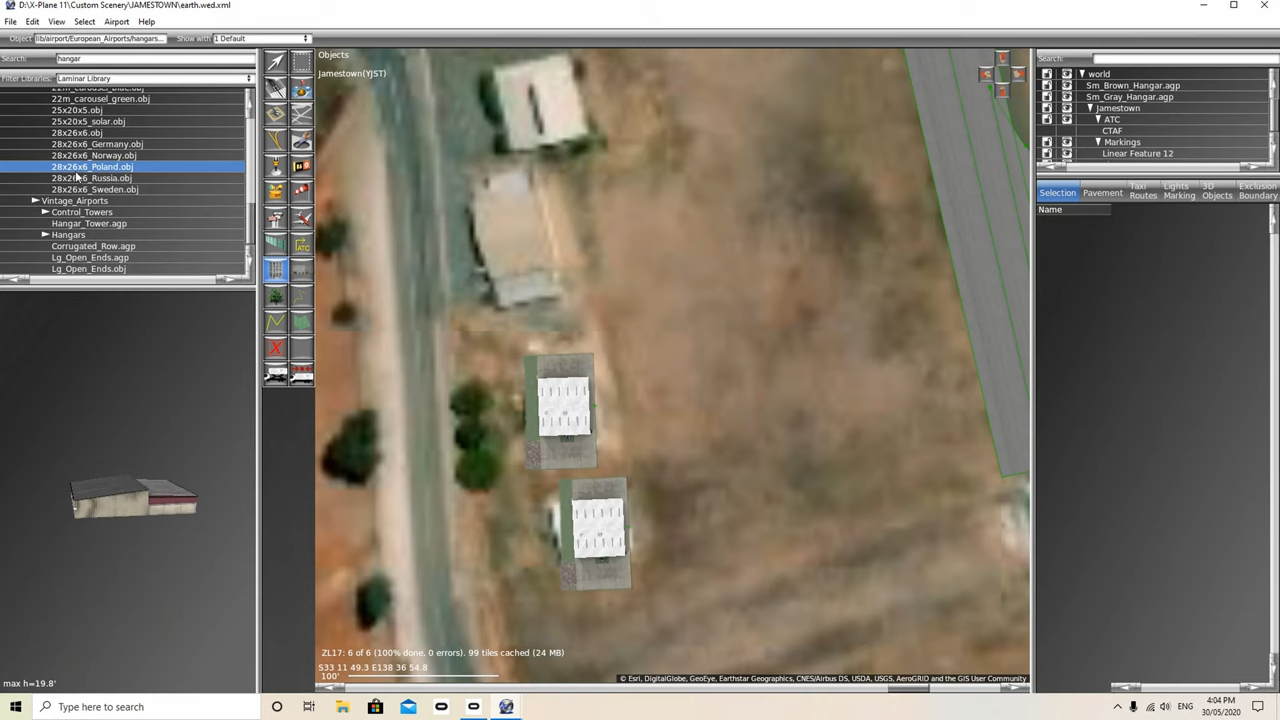 D:\X-Plane 11\Custom Scenery\JAMESTOWN\earth.wed.xml
File Edit View Select Airport Help
Object lib/airport/European_Airports/hangars... Show with: 1 Default
Search: hangar
Filter Libraries: Laminar Library
22m_carousel_blue.obj
22m_carousel_green.obj
25x20x5.obj
25x20x5_solar.obj
28x26x6.obj
28x26x6_Germany.obj
28x26x6_Norway.obj
28x26x6_Poland.obj
28x26x6_Russia.obj
28x26x6_Sweden.obj
Vintage_Airports
Control_Towers
Hangar_Tower.agp
Hangars
Corrugated_Row.agp
Lg_Open_Ends.agp
Lg_Open_Ends.obj
max h=19.8'
Objects
Jamestown(YJST)
ATC
ZL17: 6 of 6 (100% done, 0 errors). 99 tiles cached (24 MB)
S33 11 49.3 E138 36 54.8
100'
© Esri, DigitalGlobe, GeoEye, Earthstar Geographics, CNES/Airbus DS, USDA, USGS, AeroGRID and the GIS User Community
Search:
world
Sm_Brown_Hangar.agp
Sm_Gray_Hangar.agp
Jamestown
ATC
CTAF
Markings
Linear Feature 12
Selection Pavement Taxi Routes Lights Marking 3D Objects Exclusion Boundary
Name
Type here to search
ENG
4:04 PM
30/05/2020